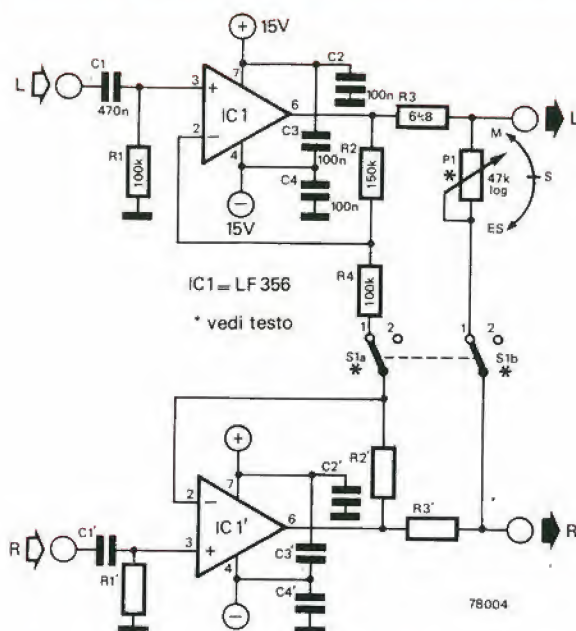 15V
C2
100n
L
C1
470n
3
7
6
2
4
IC1
R3
6k8
L
M
P1
*
47k
log
S
ES
R1
100k
C3
100n
C4
100n
R2
150k
15V
IC1 = LF 356
* vedi testo
R4
100k
1
2
S1a
*
1
2
S1b
*
R2'
R3'
C2'
2
7
IC1'
6
3
4
R
C1'
R1'
C3'
C4'
R
78004